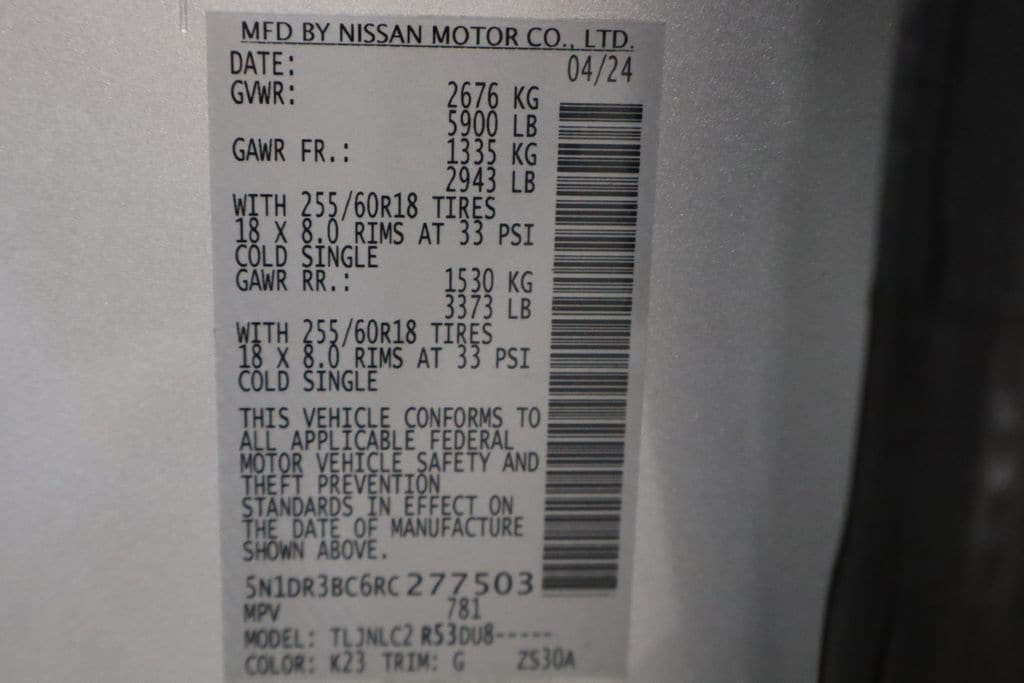 MFD BY NISSAN MOTOR CO., LTD.
DATE: 04/24
GVWR: 2676 KG
5900 LB
GAWR FR.: 1335 KG
2943 LB
WITH 255/60R18 TIRES
18 X 8.0 RIMS AT 33 PSI
COLD SINGLE
GAWR RR.: 1530 KG
3373 LB
WITH 255/60R18 TIRES
18 X 8.0 RIMS AT 33 PSI
COLD SINGLE
THIS VEHICLE CONFORMS TO
ALL APPLICABLE FEDERAL
MOTOR VEHICLE SAFETY AND
THEFT PREVENTION
STANDARDS IN EFFECT ON
THE DATE OF MANUFACTURE
SHOWN ABOVE.
5N1DR3BC6RC277503
MPV 781
MODEL: TLJNLC2 R53DU8-----
COLOR: K23 TRIM: G ZS30A